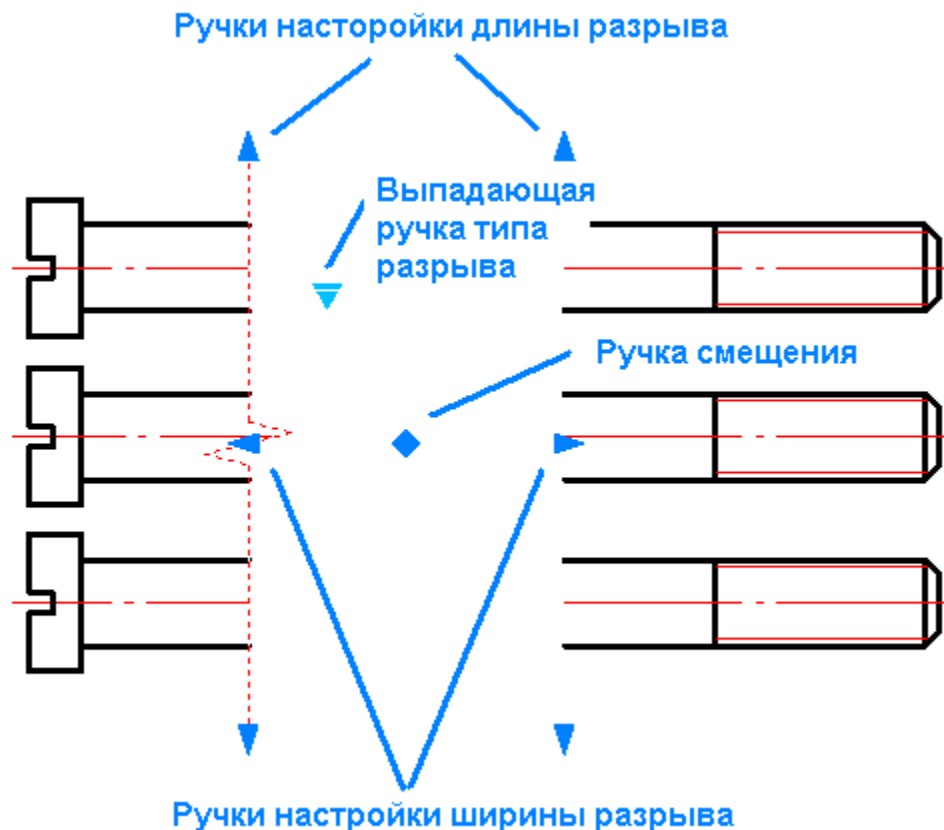 Ручки насторойки длины разрыва
Выпадающая
ручка типа
разрыва
Ручка смещения
Ручки настройки ширины разрыва